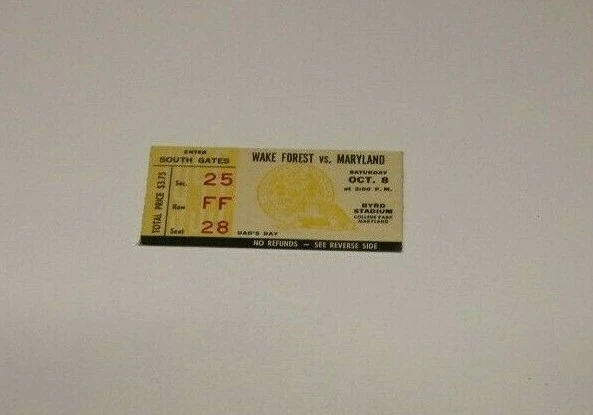 ENTER
SOUTH GATES
TOTAL PRICE $3.75
Sec. 25
Row FF
Seat 28
WAKE FOREST VS. MARYLAND
SATURDAY
OCT. 8
at 2:00 P. M.
BYRD
STADIUM
COLLEGE PARK
MARYLAND
DAD'S DAY
NO REFUNDS — SEE REVERSE SIDE